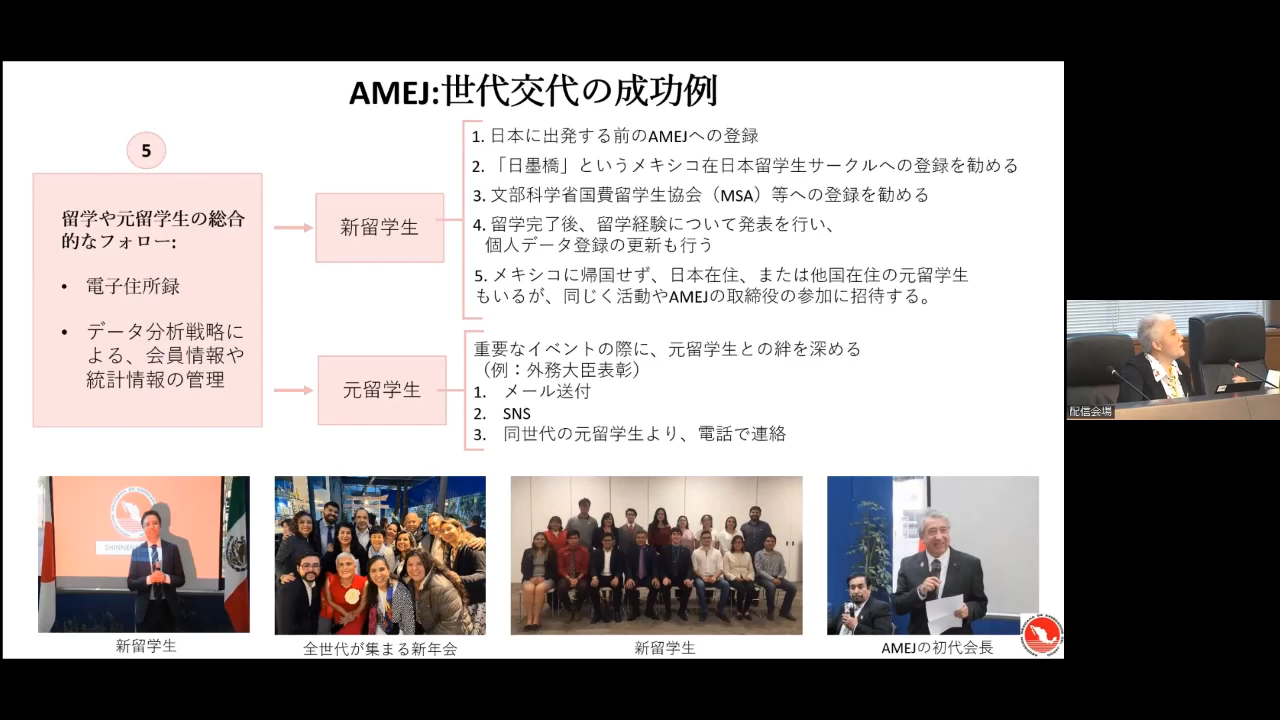 AMEJ:世代交代の成功例
5
留学や元留学生の総合
的なフォロー:
• 電子住所録
• データ分析戦略に
よる、会員情報や
統計情報の管理
新留学生
1. 日本に出発する前のAMEJへの登録
2. 「日墨橋」というメキシコ在日本留学生サークルへの登録を勧める
3. 文部科学省国費留学生協会（MSA）等への登録を勧める
4. 留学完了後、留学経験について発表を行い、
個人データ登録の更新も行う
5. メキシコに帰国せず、日本在住、または他国在住の元留学生
もいるが、同じく活動やAMEJの取締役の参加に招待する。
元留学生
重要なイベントの際に、元留学生との絆を深める
（例：外務大臣表彰）
1. メール送付
2. SNS
3. 同世代の元留学生より、電話で連絡
新留学生
全世代が集まる新年会
新留学生
AMEJの初代会長
配信会場